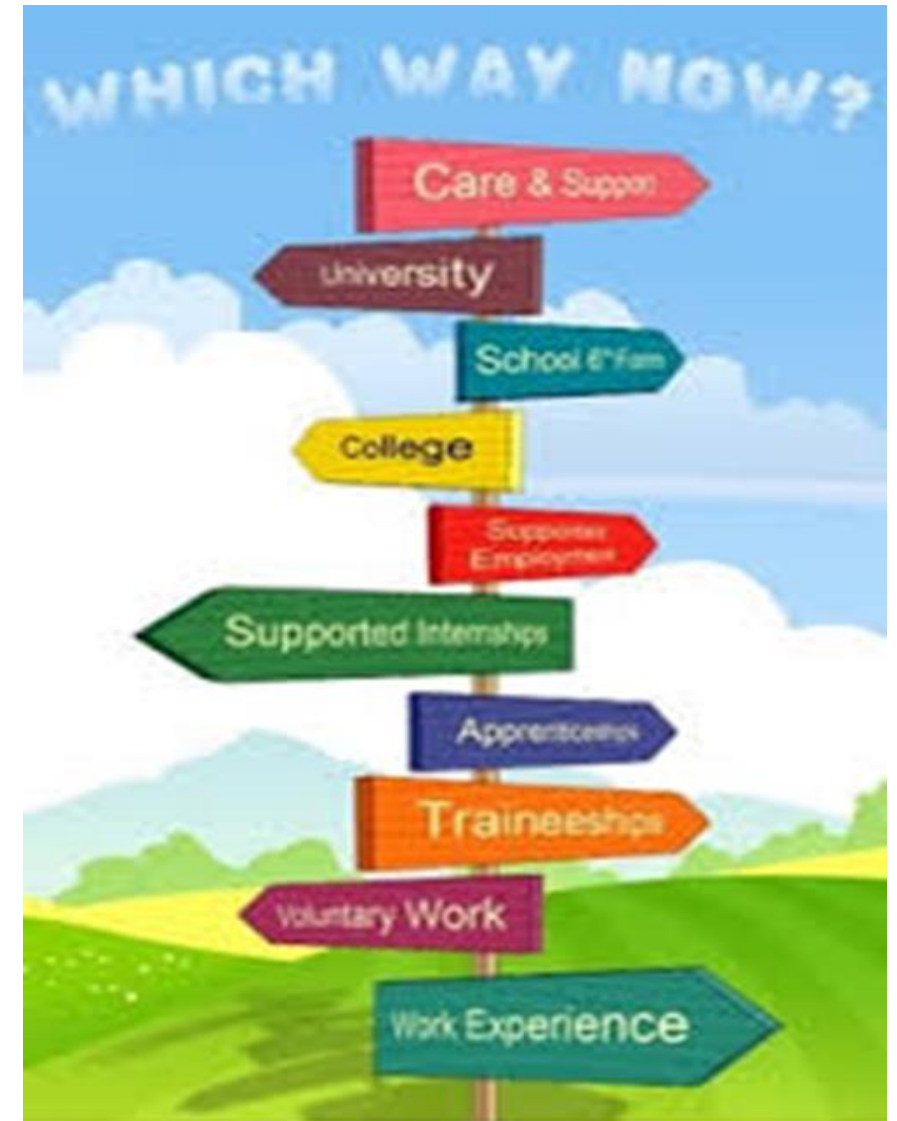 WHICH WAY NOW?
Care & Support
University
School 6th Form
College
Supported
Employment
Supported Internships
Apprenticeships
Traineeships
Voluntary Work
Work Experience